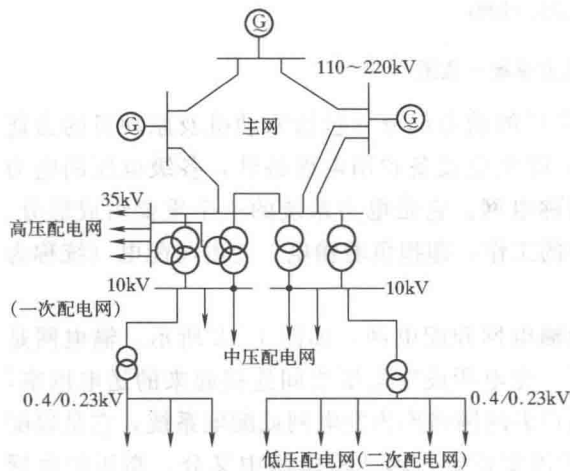 G
110～220kV
G
主网
G
35kV
高压配电网
10kV
10kV
(一次配电网)
中压配电网
0.4/0.23kV
0.4/0.23kV
低压配电网(二次配电网)